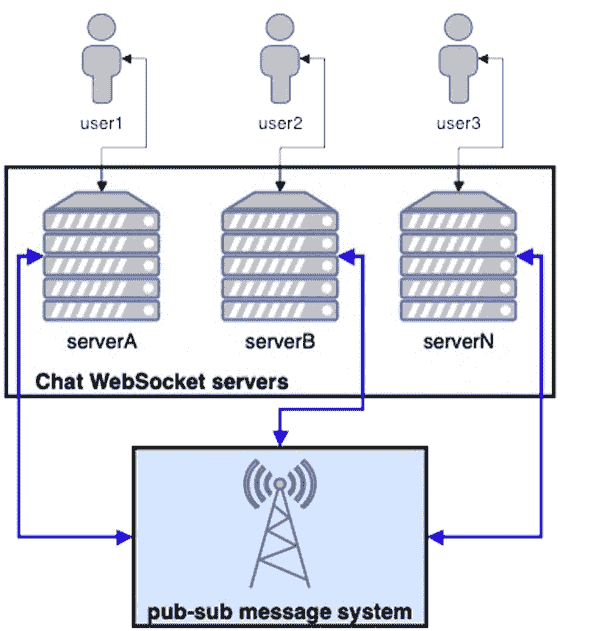 user1
user2
user3
serverA
serverB
serverN
Chat WebSocket servers
pub-sub message system